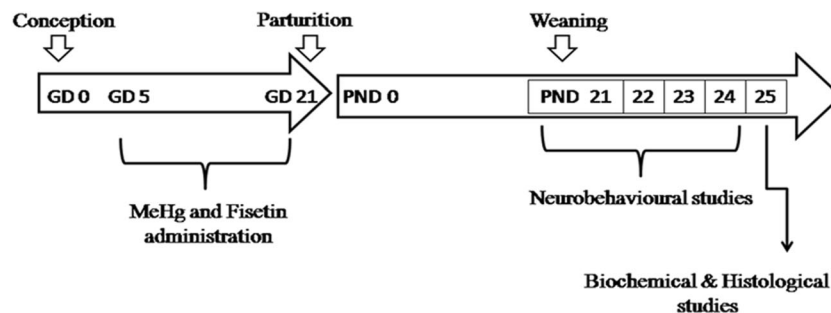 Conception Parturition Weaning
GD 0 GD 5 GD 21 PND 0 PND 21 22 23 24 25
MeHg and Fisetin
administration
Neurobehavioural studies
Biochemical & Histological
studies